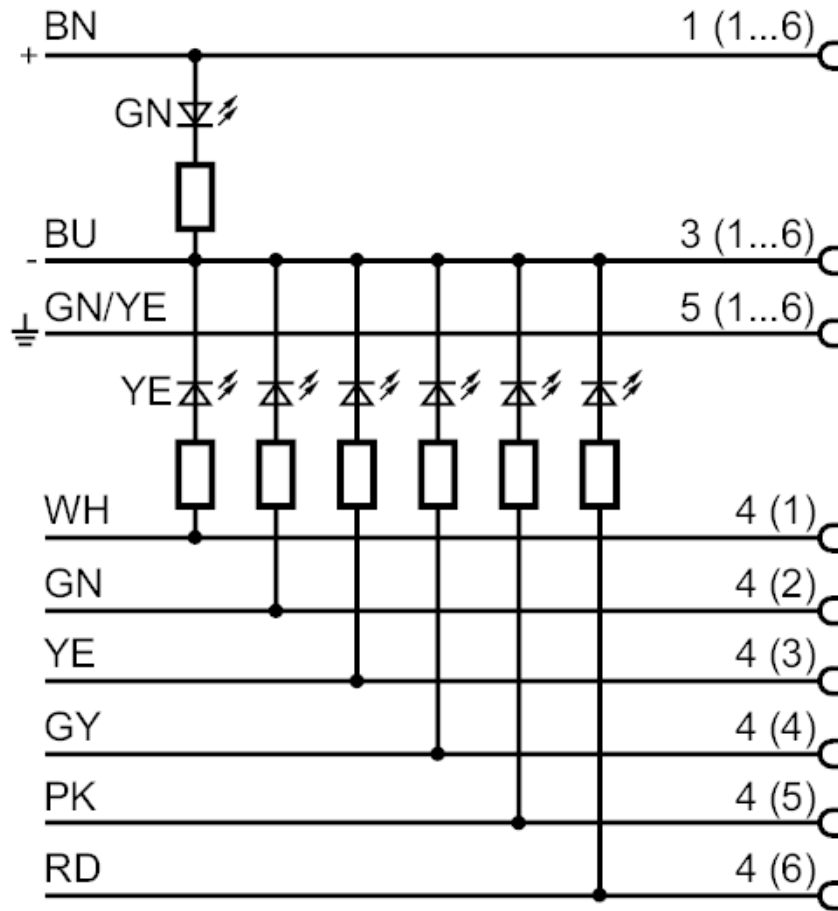 BN 1 (1...6)
+
GN
BU 3 (1...6)
-
GN/YE 5 (1...6)
YE
WH 4 (1)
GN 4 (2)
YE 4 (3)
GY 4 (4)
PK 4 (5)
RD 4 (6)